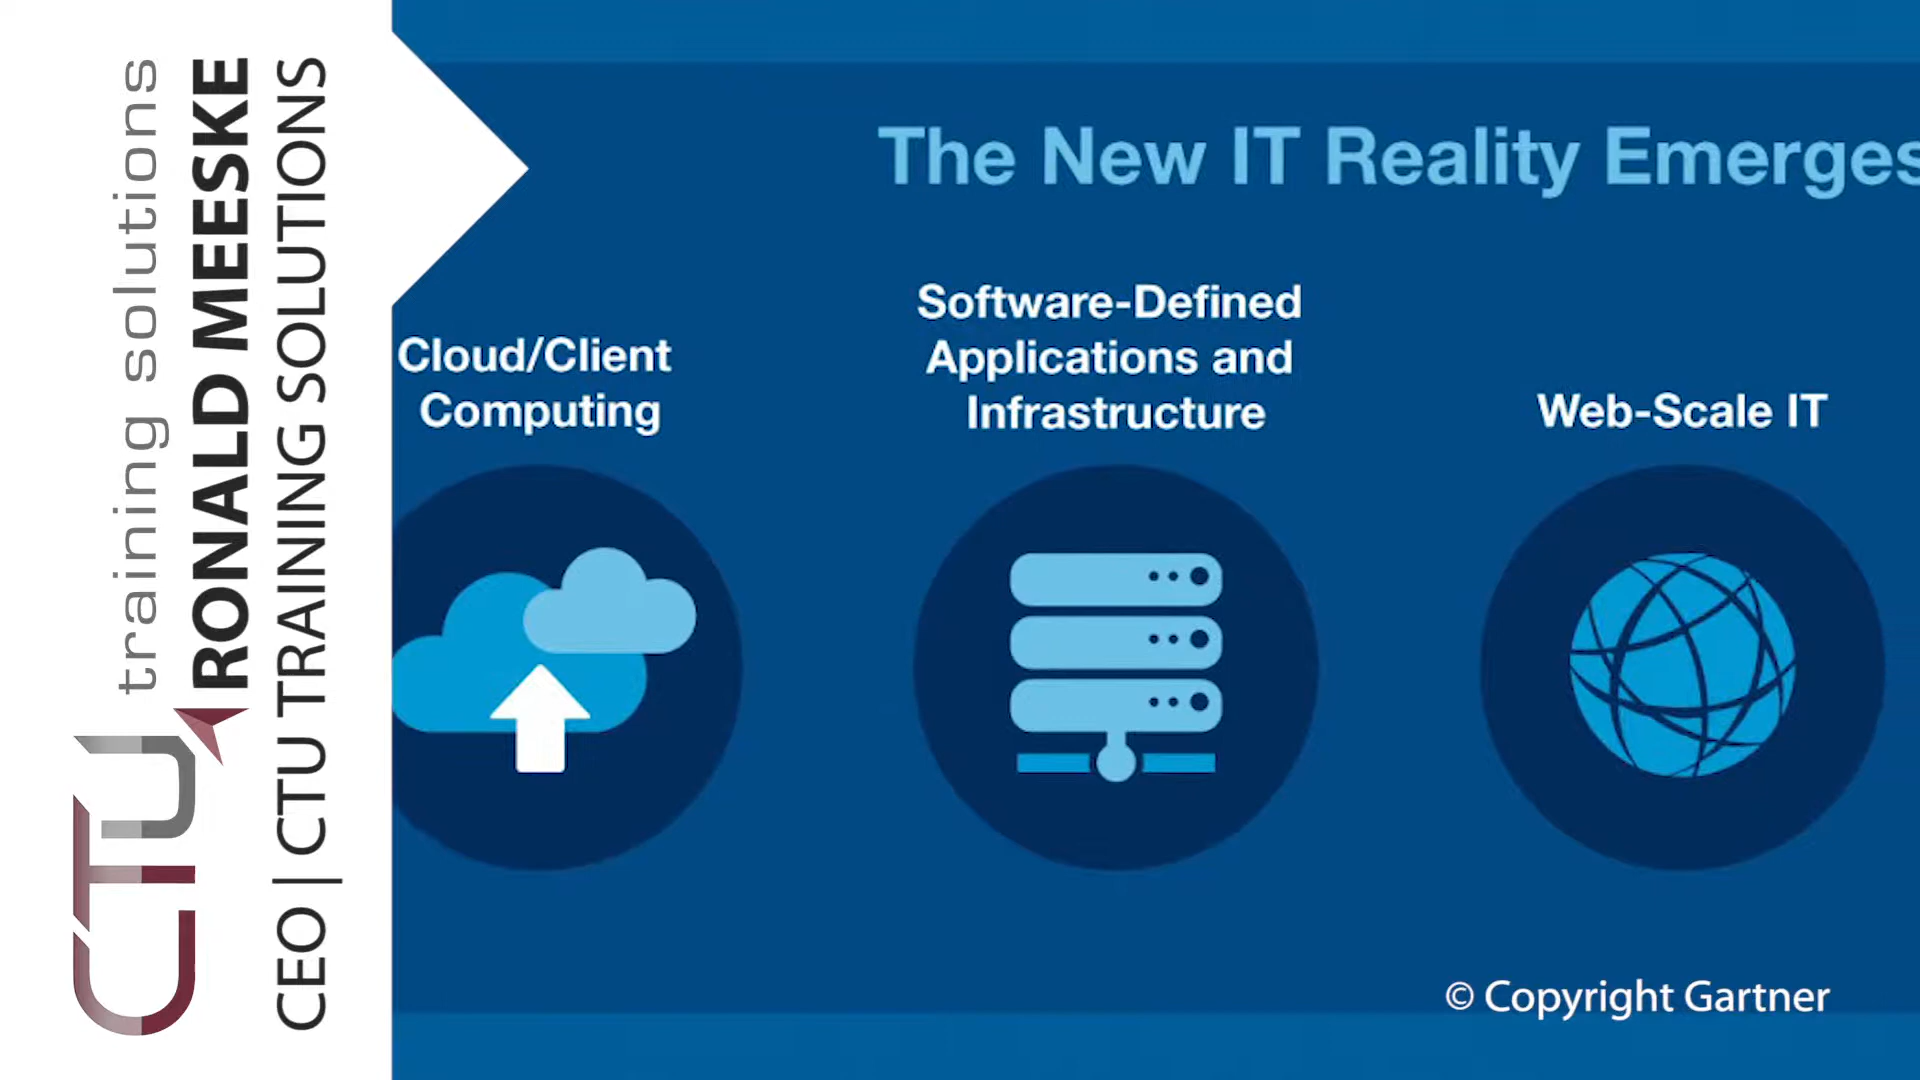 CTU training solutions
RONALD MEESKE
CEO | CTU TRAINING SOLUTIONS
The New IT Reality Emerges
Cloud/Client
Computing
Software-Defined
Applications and
Infrastructure
Web-Scale IT
© Copyright Gartner